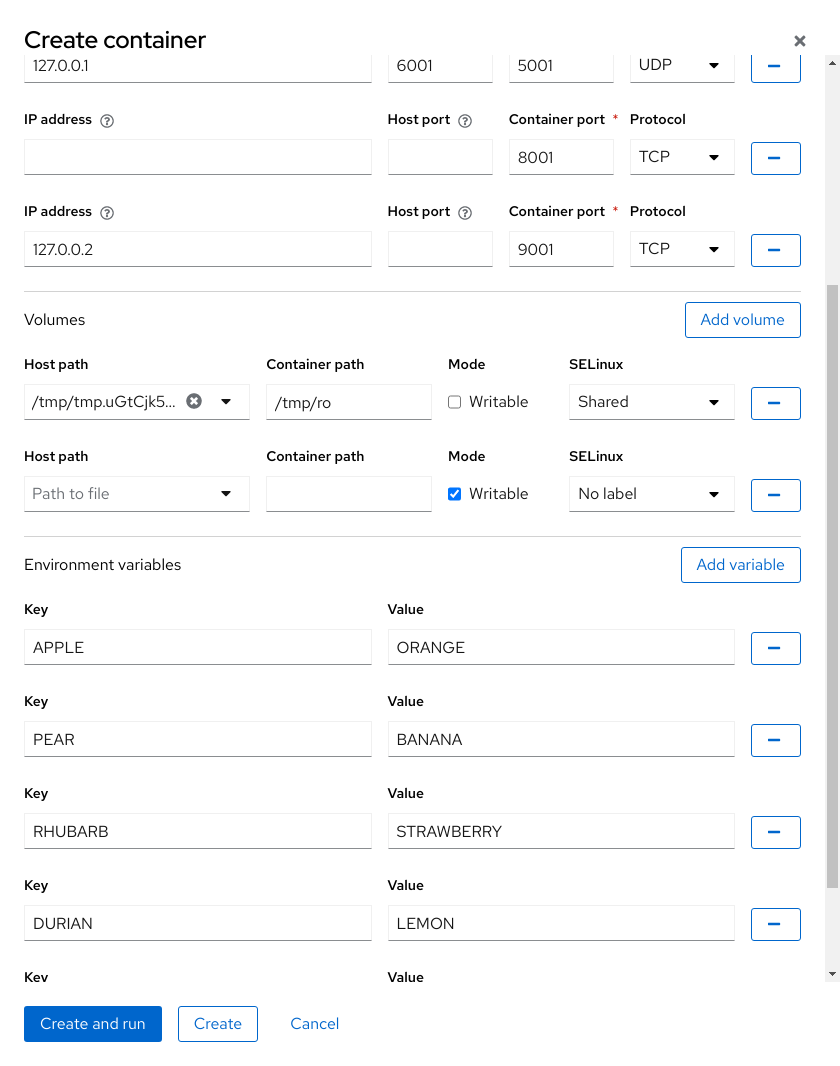 Create container
127.0.0.1 6001 5001 UDP
IP address Host port Container port * Protocol
8001 TCP
IP address Host port Container port * Protocol
127.0.0.2 9001 TCP
Volumes Add volume
Host path Container path Mode SELinux
/tmp/tmp.uGtCjk5... /tmp/ro Writable Shared
Host path Container path Mode SELinux
Path to file Writable No label
Environment variables Add variable
Key Value
APPLE ORANGE
Key Value
PEAR BANANA
Key Value
RHUBARB STRAWBERRY
Key Value
DURIAN LEMON
Key Value
Create and run Create Cancel